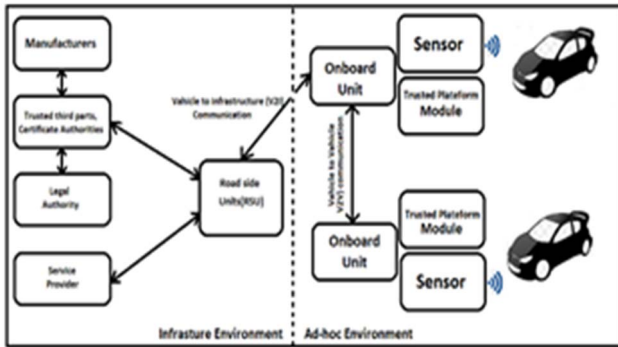 Manufacturers
Trusted third parts,
Certificate Authorities
Legal
Authority
Service
Provider
Vehicle to Infrastructure (V2I)
Communication
Road side
Units(RSU)
Infrasture Environment
Onboard
Unit
Sensor
Trusted Plateform
Module
Vehicle to Vehicle
V2V) communication
Onboard
Unit
Trusted Plateform
Module
Sensor
Ad-hoc Environment